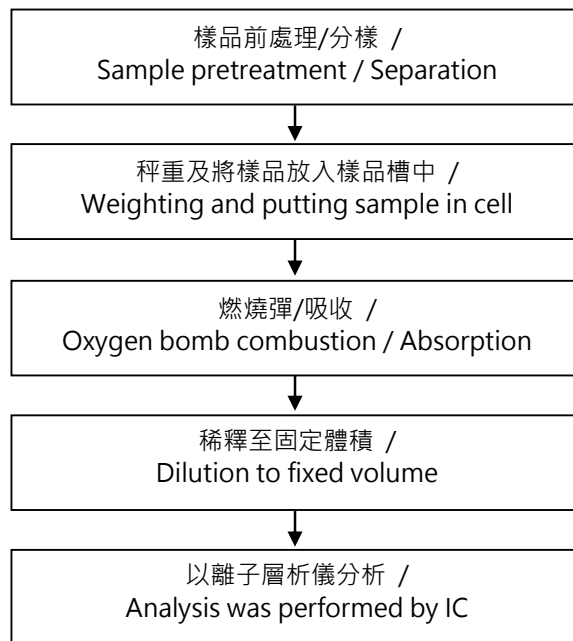 樣品前處理/分樣 /
Sample pretreatment / Separation
秤重及將樣品放入樣品槽中 /
Weighting and putting sample in cell
燃燒彈/吸收 /
Oxygen bomb combustion / Absorption
稀釋至固定體積 /
Dilution to fixed volume
以離子層析儀分析 /
Analysis was performed by IC